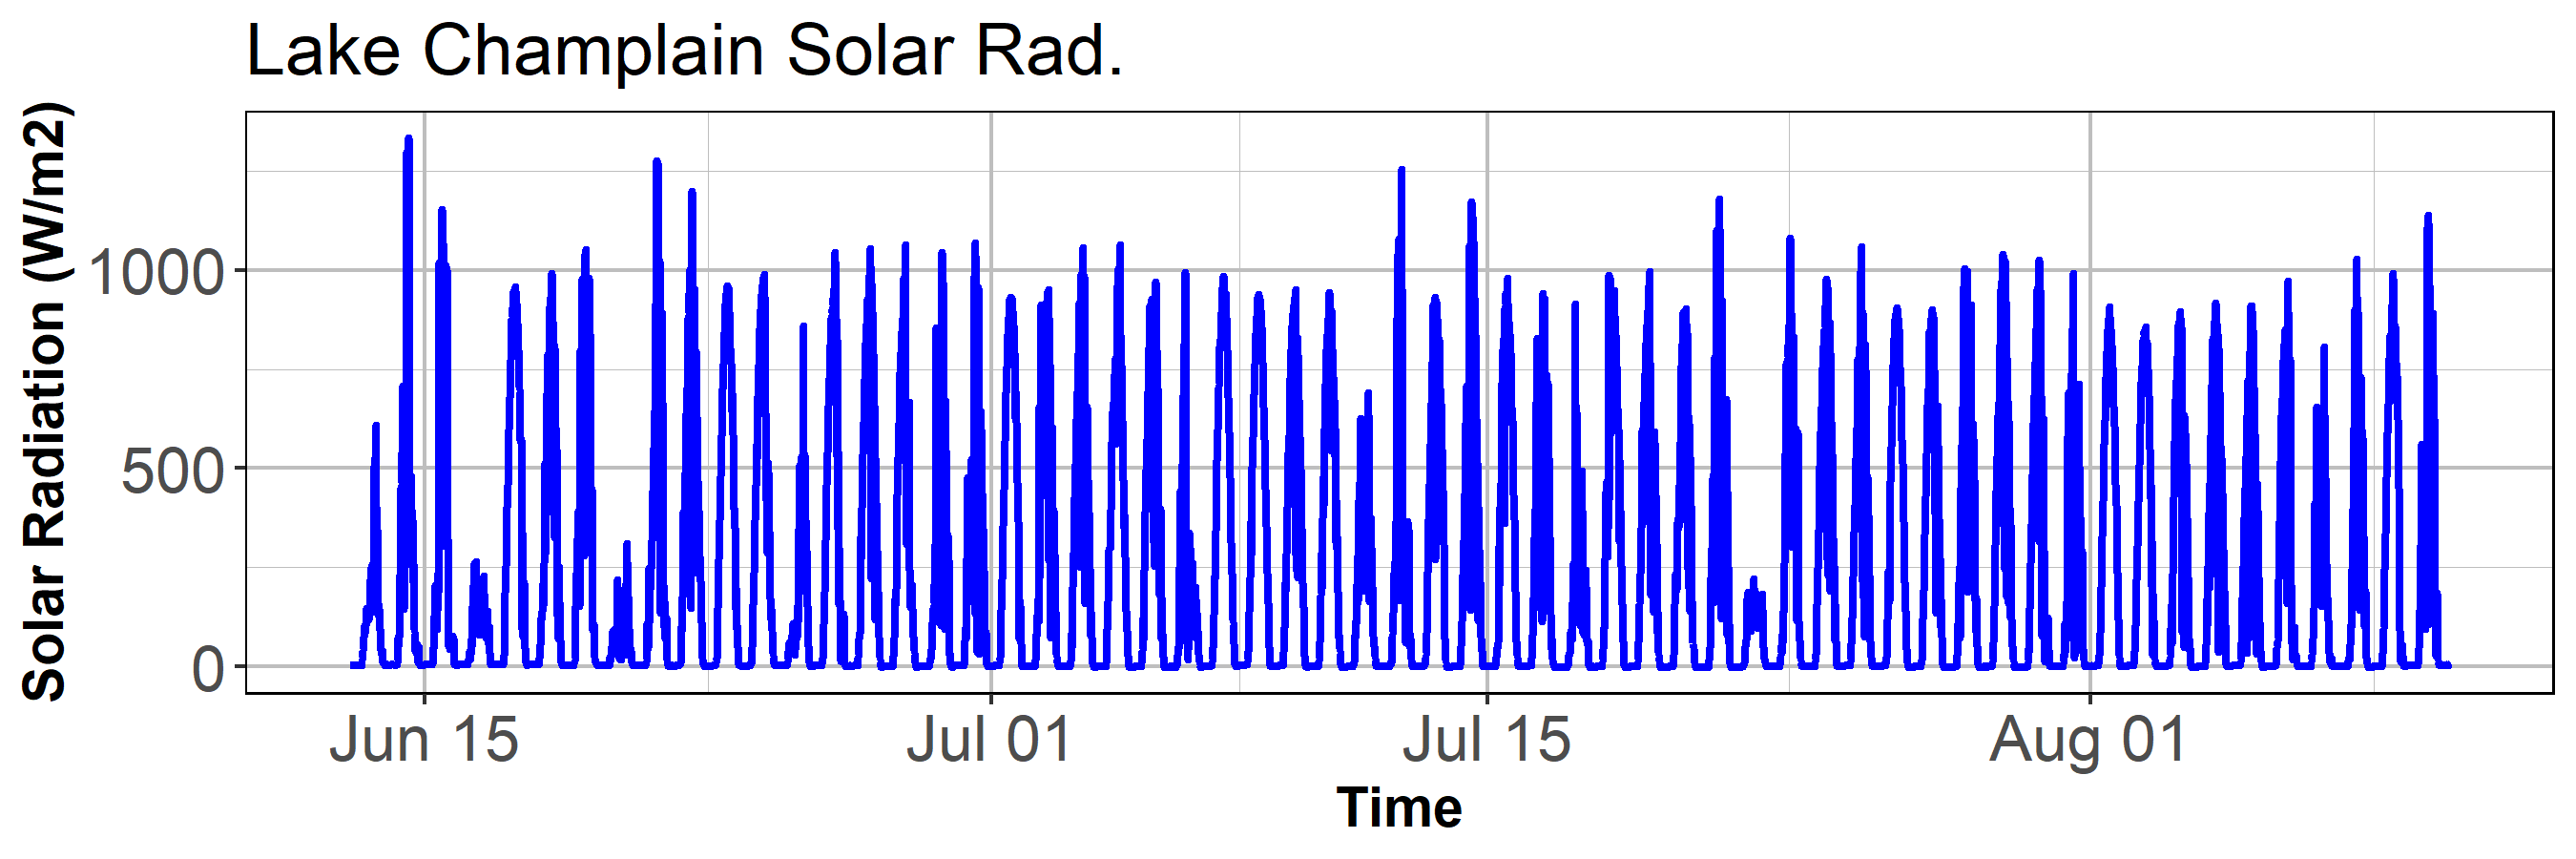 Lake Champlain Solar Rad.
Solar Radiation (W/m2)
1000
500
0
Jun 15
Jul 01
Jul 15
Aug 01
Time